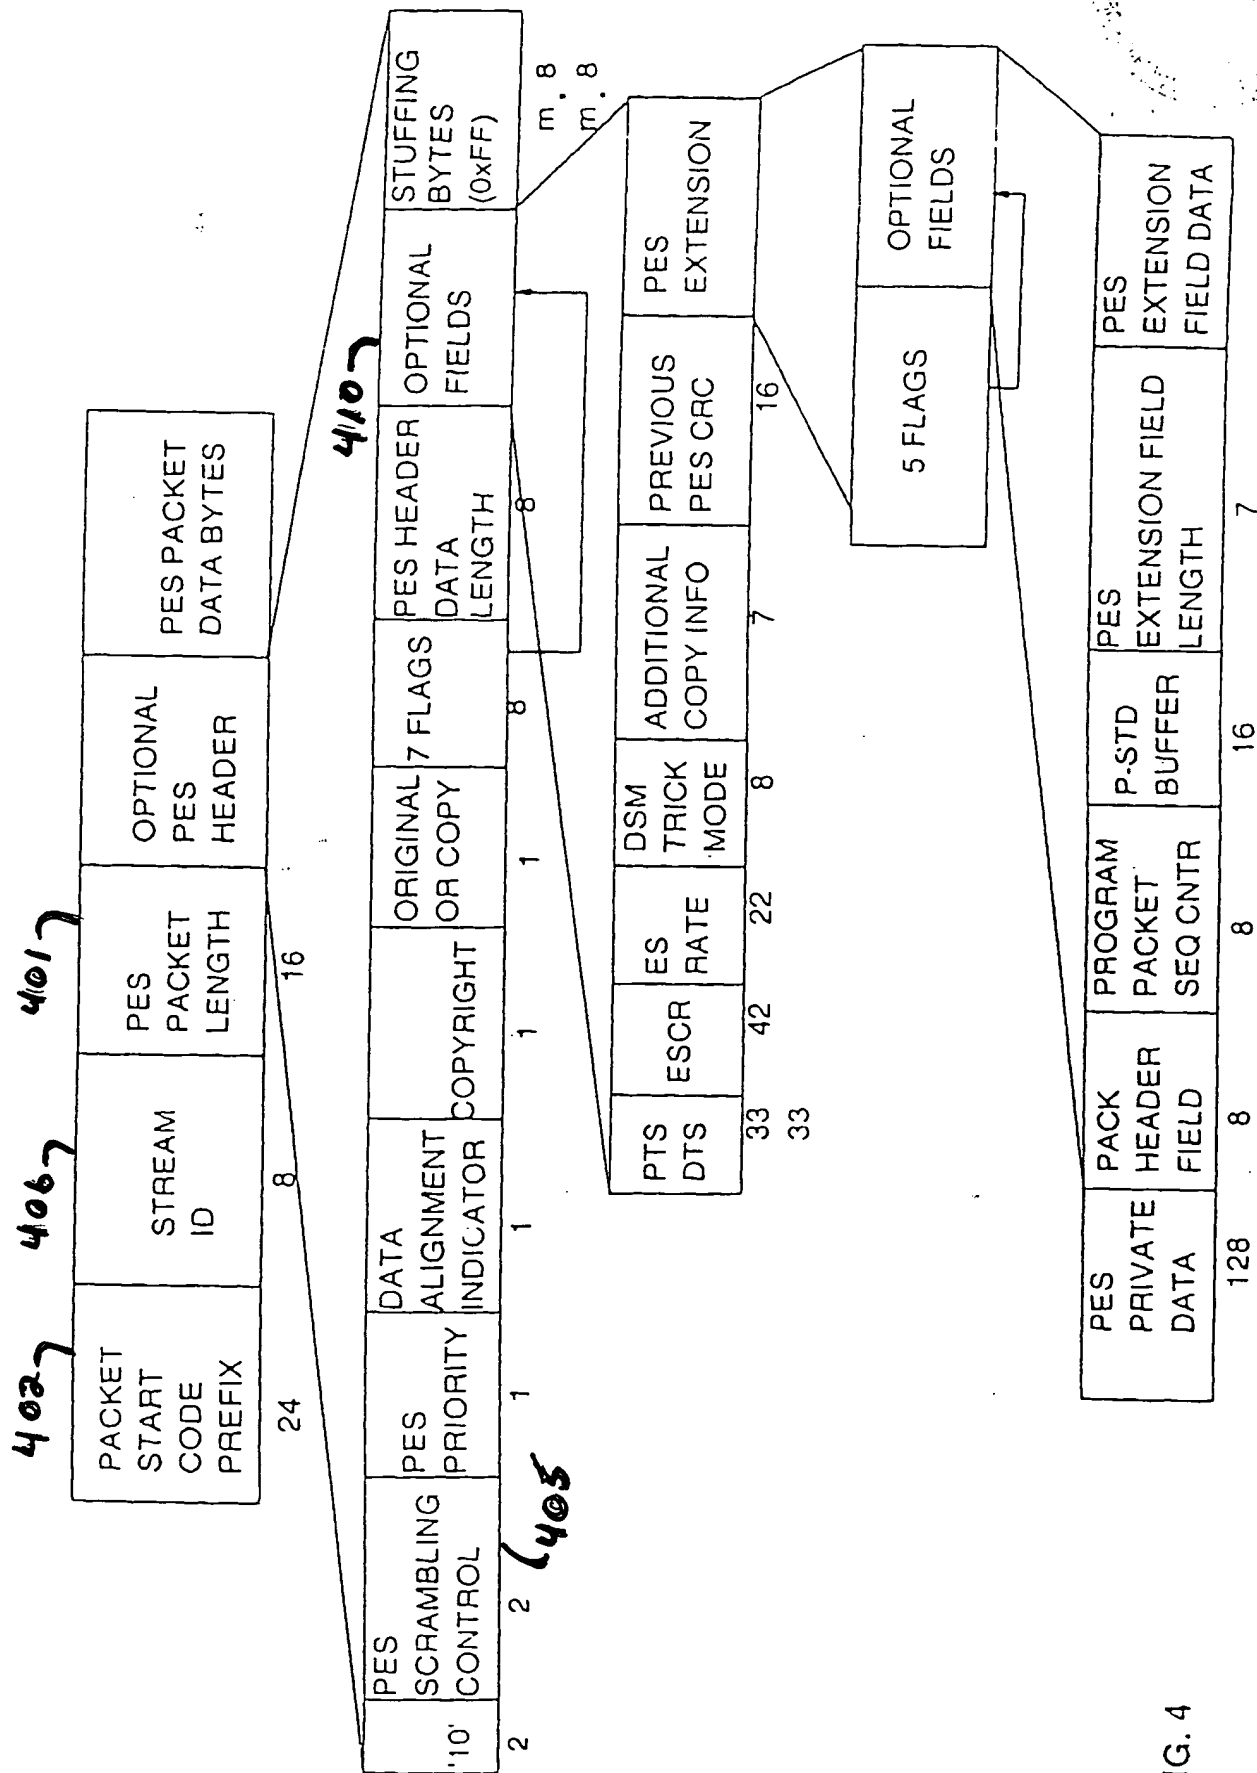 402
406
401
PACKET
START
CODE
PREFIX
STREAM
ID
PES
PACKET
LENGTH
OPTIONAL
PES
HEADER
PES PACKET
DATA BYTES
24
8
16
410
'10'
PES
SCRAMBLING
CONTROL
PES
PRIORITY
DATA
ALIGNMENT
INDICATOR
COPYRIGHT
ORIGINAL
OR COPY
7 FLAGS
PES HEADER
DATA
LENGTH
OPTIONAL
FIELDS
STUFFING
BYTES
(0xFF)
2
2
1
1
1
1
8
8
m . 8
m . 8
405
PTS
DTS
ESCR
ES
RATE
DSM
TRICK
MODE
ADDITIONAL
COPY INFO
PREVIOUS
PES CRC
PES
EXTENSION
33
33
42
22
8
7
16
5 FLAGS
OPTIONAL
FIELDS
PES
PRIVATE
DATA
PACK
HEADER
FIELD
PROGRAM
PACKET
SEQ CNTR
P-STD
BUFFER
PES
EXTENSION FIELD
LENGTH
PES
EXTENSION
FIELD DATA
128
8
8
16
7
IG. 4